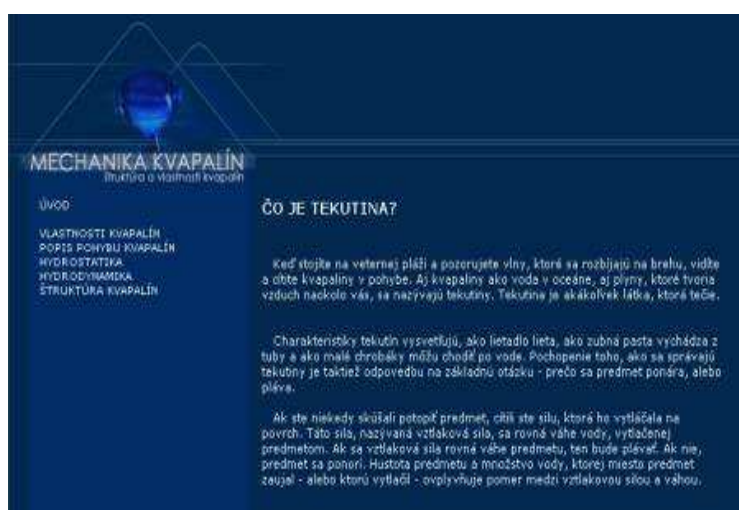 MECHANIKA KVAPALÍN
štruktúra a vlastnosti kvapalín
ÚVOD
VLASTNOSTI KVAPALÍN
POPIS POHYBU KVAPALÍN
HYDROSTATIKA
HYDRODYNAMIKA
ŠTRUKTÚRA KVAPALÍN
ČO JE TEKUTINA?
Keď stojíte na veternej pláži a pozorujete vlny, ktoré sa rozbíjajú na brehu, vidíte
a cítite kvapaliny v pohybe. Aj kvapaliny ako voda v oceáne, aj plyny, ktoré tvoria
vzduch naokolo vás, sa nazývajú tekutiny. Tekutina je akákoľvek látka, ktorá tečie.
Charakteristiky tekutín vysvetľujú, ako lietadlo lieta, ako zubná pasta vychádza z
tuby a ako malé chrobáky môžu chodiť po vode. Pochopenie toho, ako sa správajú
tekutiny je taktiež odpoveďou na základnú otázku - prečo sa predmet ponára, alebo
pláva.
Ak ste niekedy skúšali potopiť predmet, cítili ste silu, ktorá ho vytláčala na
povrch. Táto sila, nazývaná vztlaková sila, sa rovná váhe vody, vytlačenej
predmetom. Ak sa vztlaková sila rovná váhe predmetu, ten bude plávať. Ak nie,
predmet sa ponorí. Hustota predmetu a množstvo vody, ktorej miesto predmet
zaujal - alebo ktorú vytlačil - ovplyvňuje pomer medzi vztlakovou silou a váhou.